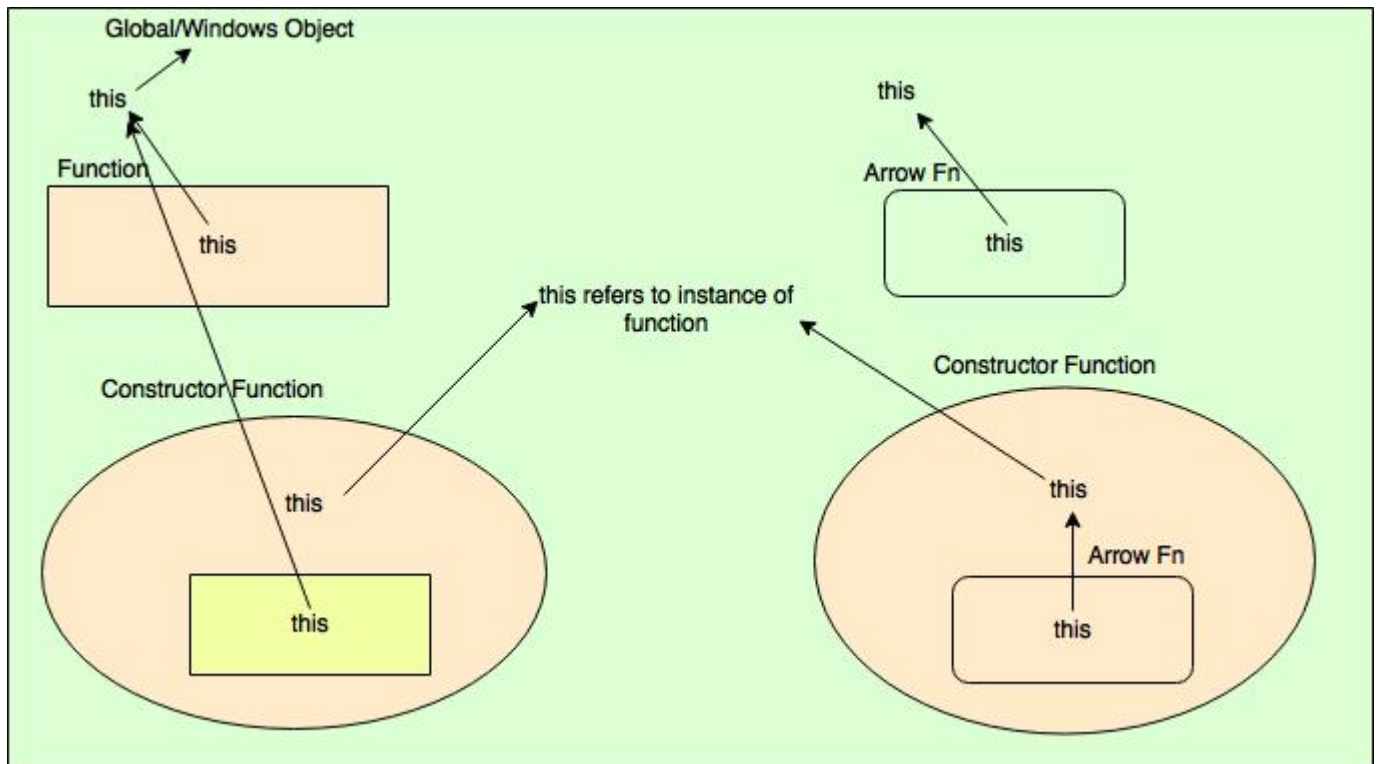 Global/Windows Object
this
Function
this
this
Arrow Fn
this
this refers to instance of
function
Constructor Function
this
this
Constructor Function
this
Arrow Fn
this